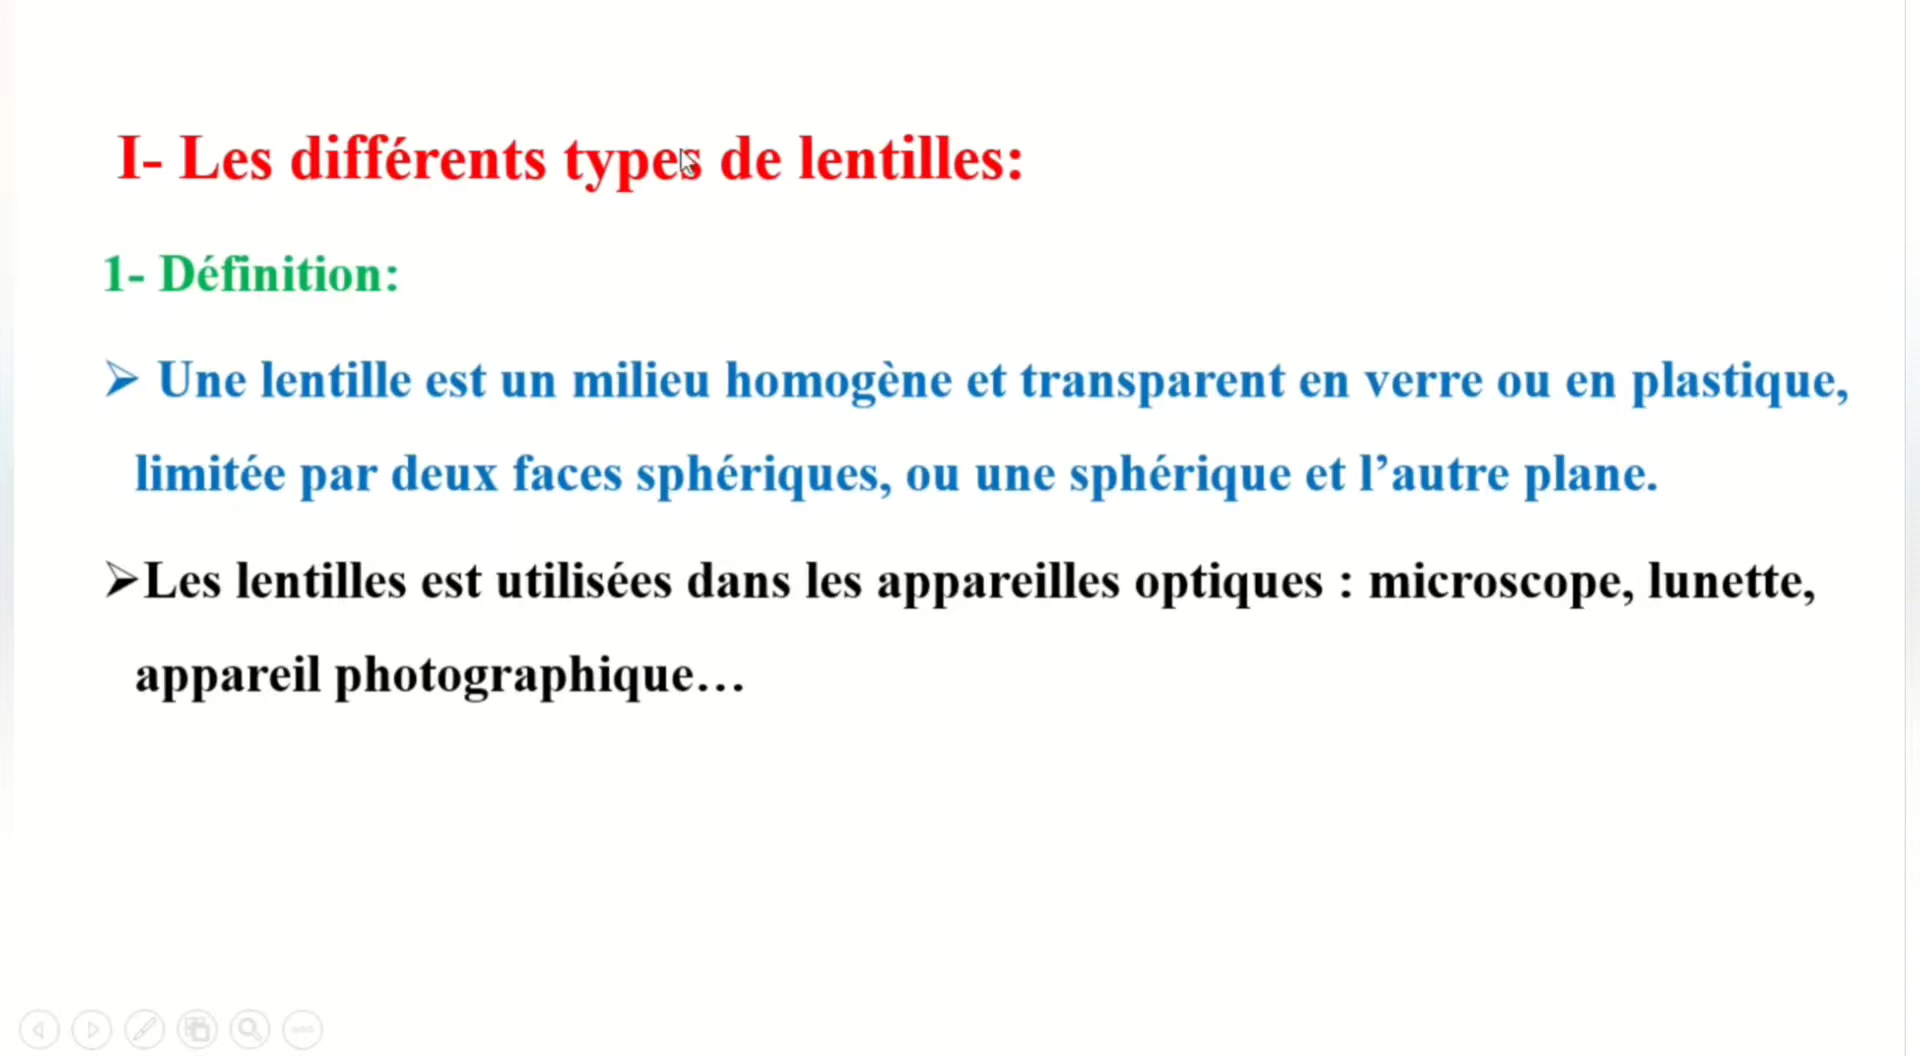 I- Les différents types de lentilles:
1- Définition:
➢ Une lentille est un milieu homogène et transparent en verre ou en plastique,
limitée par deux faces sphériques, ou une sphérique et l’autre plane.
➢Les lentilles est utilisées dans les appareilles optiques : microscope, lunette,
appareil photographique…